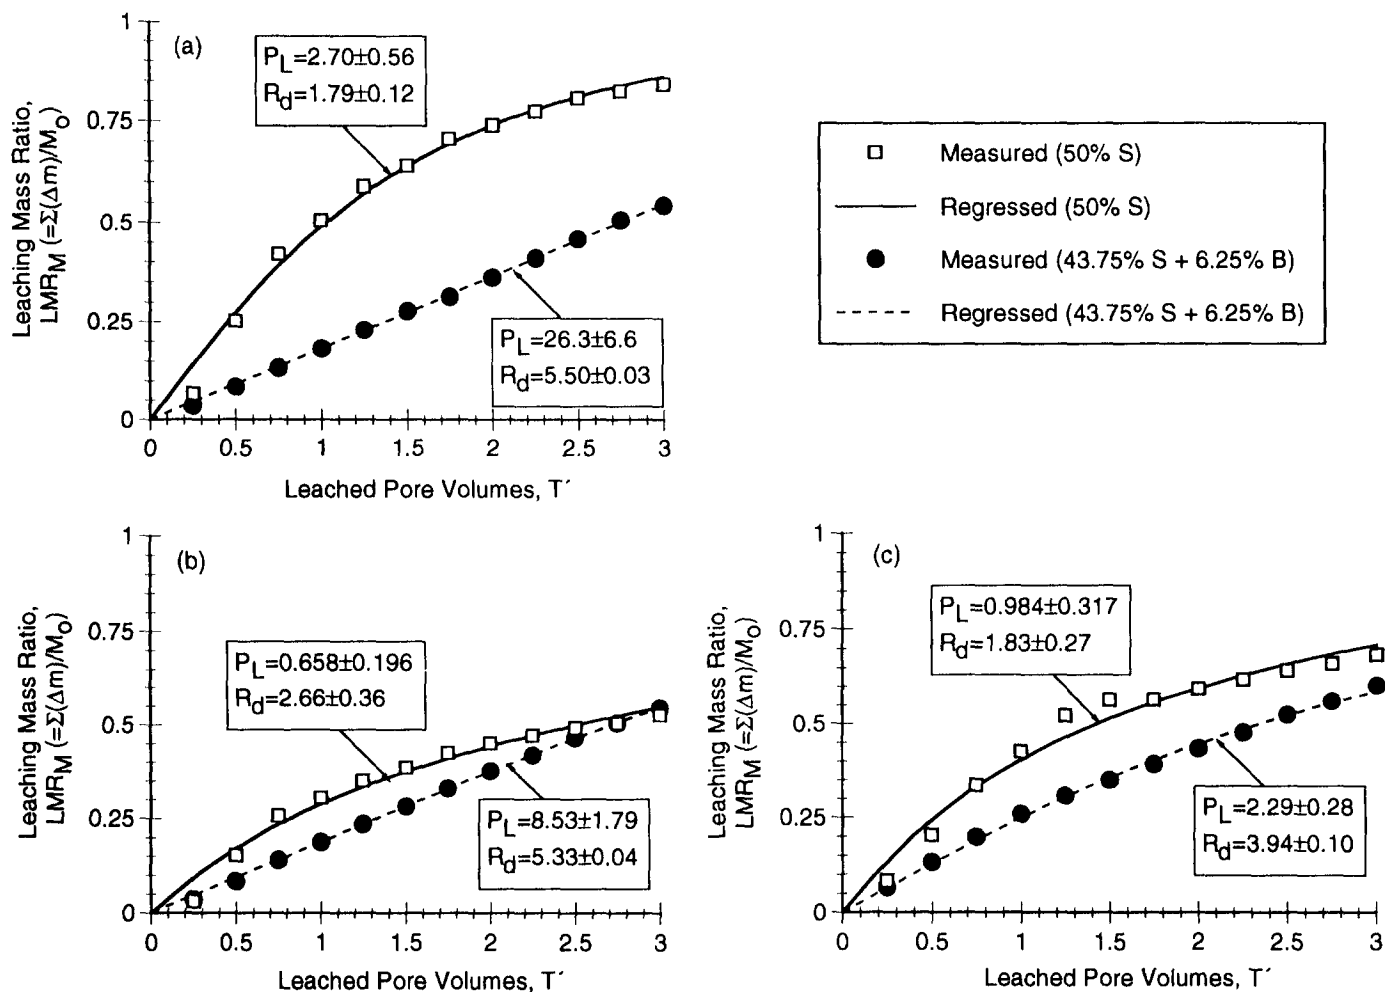 (a)
1
0.75
0.5
0.25
0
Leaching Mass Ratio,
LMR_M (=Σ(Δm)/M_o)
P_L=2.70±0.56
R_d=1.79±0.12
P_L=26.3±6.6
R_d=5.50±0.03
0 0.5 1 1.5 2 2.5 3
Leached Pore Volumes, T´
Measured (50% S)
Regressed (50% S)
Measured (43.75% S + 6.25% B)
Regressed (43.75% S + 6.25% B)
(b)
1
0.75
0.5
0.25
0
Leaching Mass Ratio,
LMR_M (=Σ(Δm)/M_o)
P_L=0.658±0.196
R_d=2.66±0.36
P_L=8.53±1.79
R_d=5.33±0.04
0 0.5 1 1.5 2 2.5 3
Leached Pore Volumes, T´
(c)
1
0.75
0.5
0.25
0
Leaching Mass Ratio,
LMR_M (=Σ(Δm)/M_o)
P_L=0.984±0.317
R_d=1.83±0.27
P_L=2.29±0.28
R_d=3.94±0.10
0 0.5 1 1.5 2 2.5 3
Leached Pore Volumes, T´